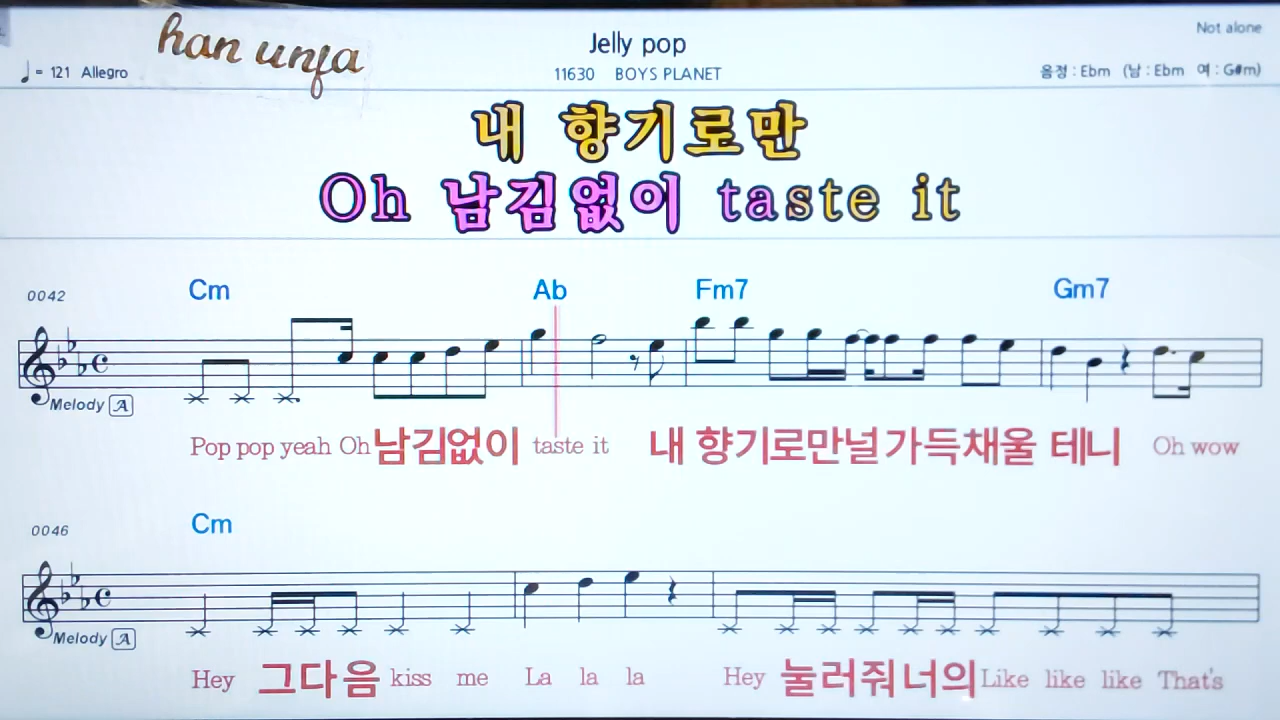 han unja
Jelly pop
Not alone
= 121 Allegro
11630 BOYS PLANET
음정 : Ebm (남 : Ebm 여 : G#m)
내 향기로만
Oh 남김없이 taste it
0042 Cm Ab Fm7 Gm7
Melody A
Pop pop yeah Oh 남김없이 taste it 내 향기로만널가득채울 테니 Oh wow
0046 Cm
Melody A
Hey 그다음 kiss me La la la Hey 눌러줘너의 Like like like That's